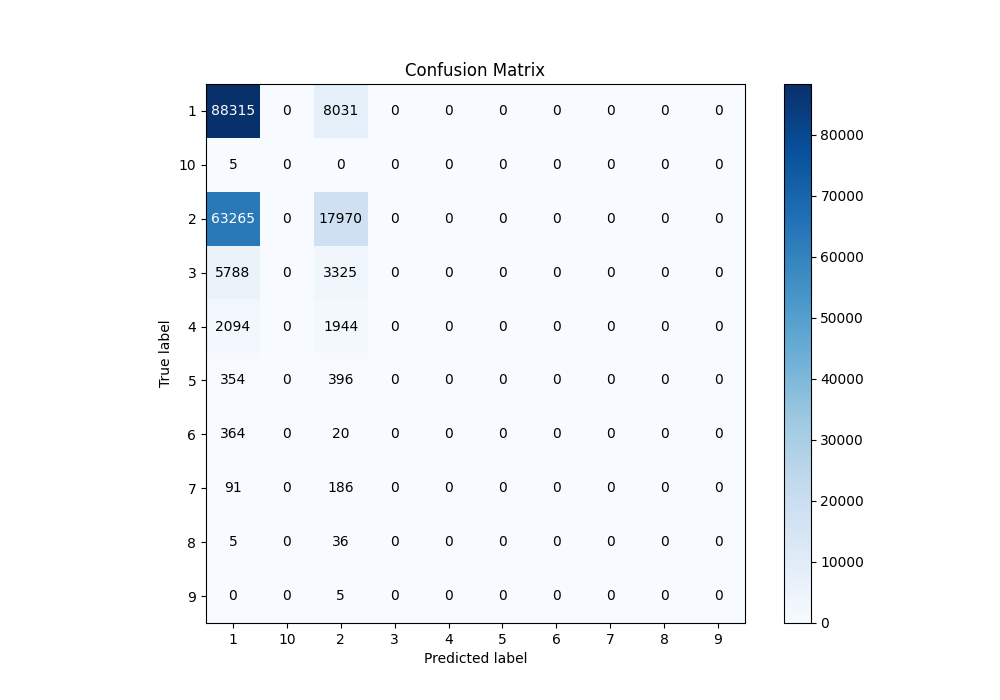 Confusion Matrix
True label
1 88315 0 8031 0 0 0 0 0 0 0
10 5 0 0 0 0 0 0 0 0 0
2 63265 0 17970 0 0 0 0 0 0 0
3 5788 0 3325 0 0 0 0 0 0 0
4 2094 0 1944 0 0 0 0 0 0 0
5 354 0 396 0 0 0 0 0 0 0
6 364 0 20 0 0 0 0 0 0 0
7 91 0 186 0 0 0 0 0 0 0
8 5 0 36 0 0 0 0 0 0 0
9 0 0 5 0 0 0 0 0 0 0
1 10 2 3 4 5 6 7 8 9
Predicted label
80000
70000
60000
50000
40000
30000
20000
10000
0